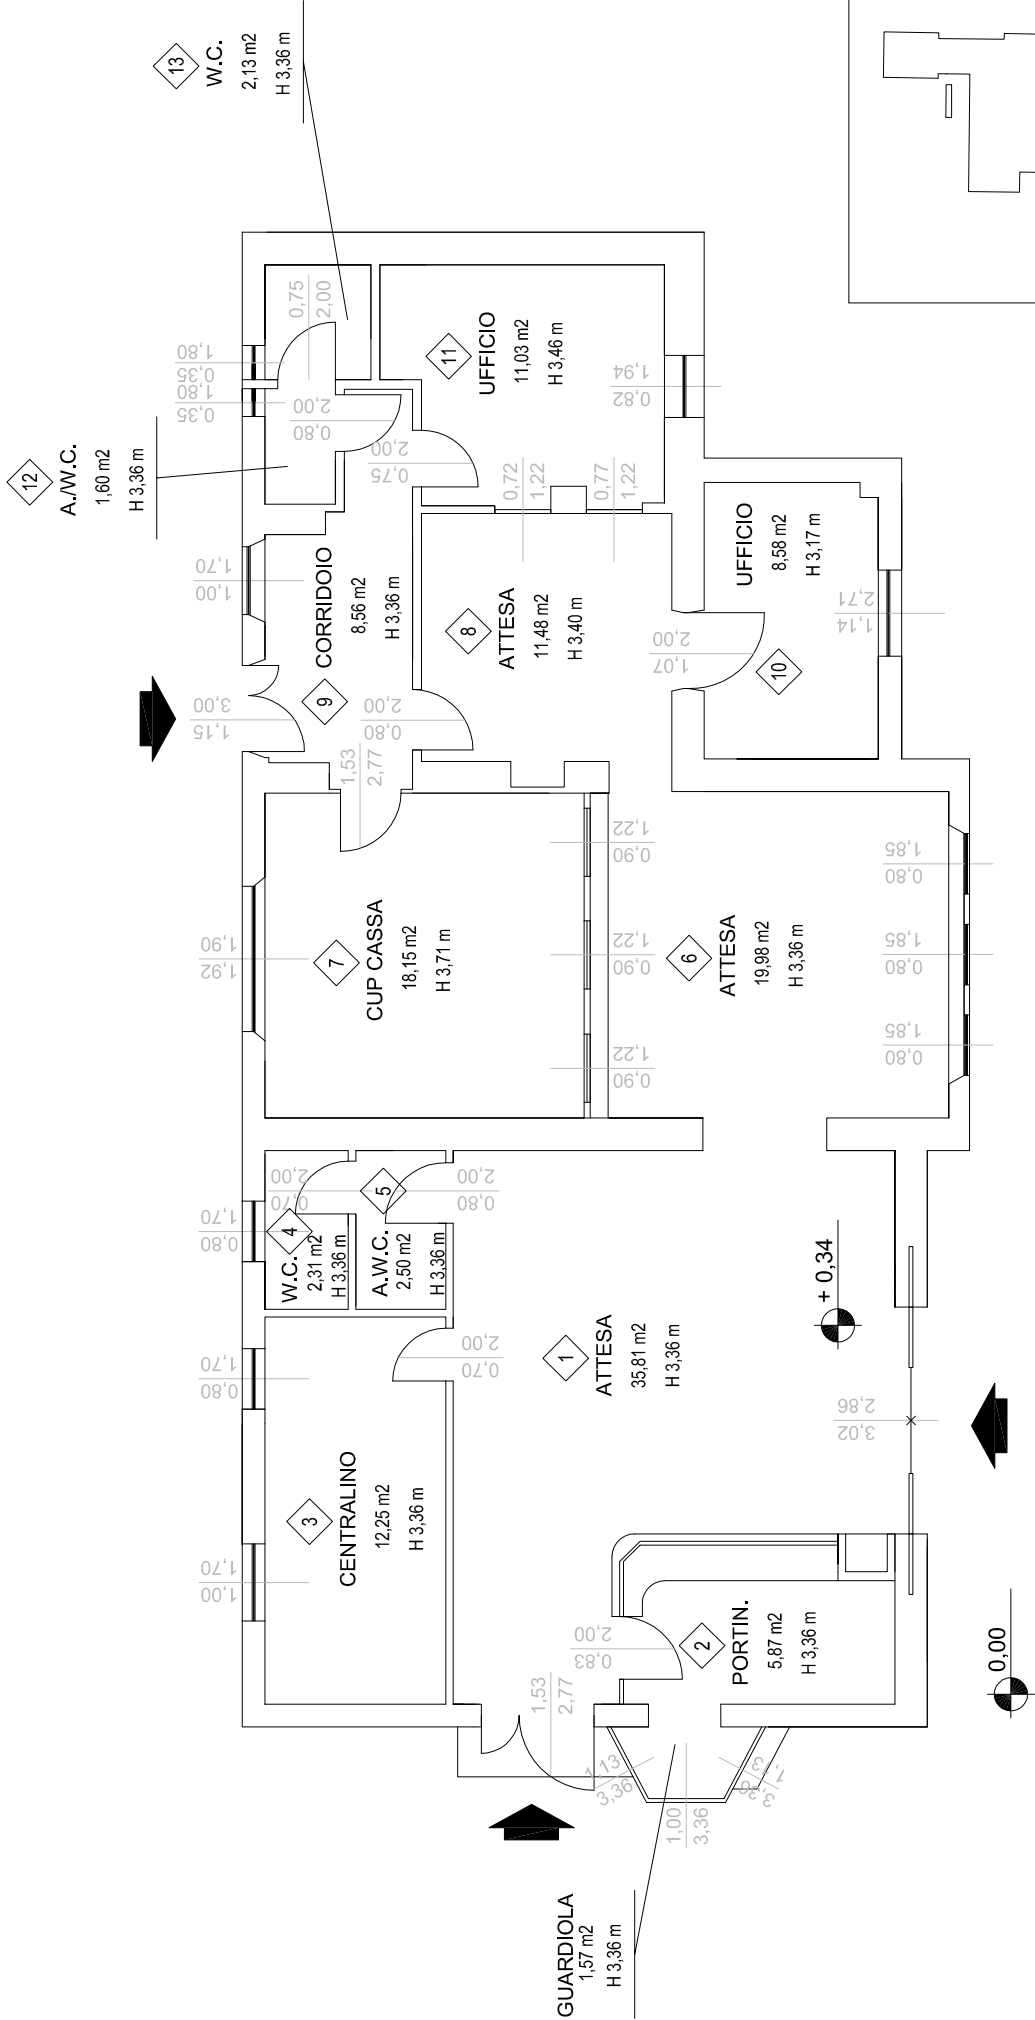 13
W.C.
2,13 m2
H 3,36 m
12
A./W.C.
1,60 m2
H 3,36 m
0,75
2,00
1,80
0,35
1,80
0,35
2,00
0,80
2,00
0,75
11
UFFICIO
11,03 m2
H 3,46 m
1,94
0,82
0,72
1,22
0,77
1,22
1,70
1,00
CORRIDOIO
8,56 m2
H 3,36 m
9
3,00
1,15
2,00
0,80
1,53
2,77
8
ATTESA
11,48 m2
H 3,40 m
2,00
1,07
UFFICIO
8,58 m2
H 3,17 m
10
2,71
1,14
1,90
1,92
7
CUP CASSA
18,15 m2
H 3,71 m
1,22
0,90
1,22
0,90
1,22
0,90
6
ATTESA
19,98 m2
H 3,36 m
1,85
0,80
1,85
0,80
1,85
0,80
1,70
0,80
2,00
0,70
4
W.C.
2,31 m2
H 3,36 m
5
A.W.C.
2,50 m2
H 3,36 m
2,00
0,80
1,70
0,80
2,00
0,70
3
CENTRALINO
12,25 m2
H 3,36 m
1,70
1,00
1
ATTESA
35,81 m2
H 3,36 m
+ 0,34
2,86
3,02
2,00
0,83
2
PORTIN.
5,87 m2
H 3,36 m
1,53
2,77
1,13
3,36
1,00
3,36
1,13
3,36
0,00
GUARDIOLA
1,57 m2
H 3,36 m